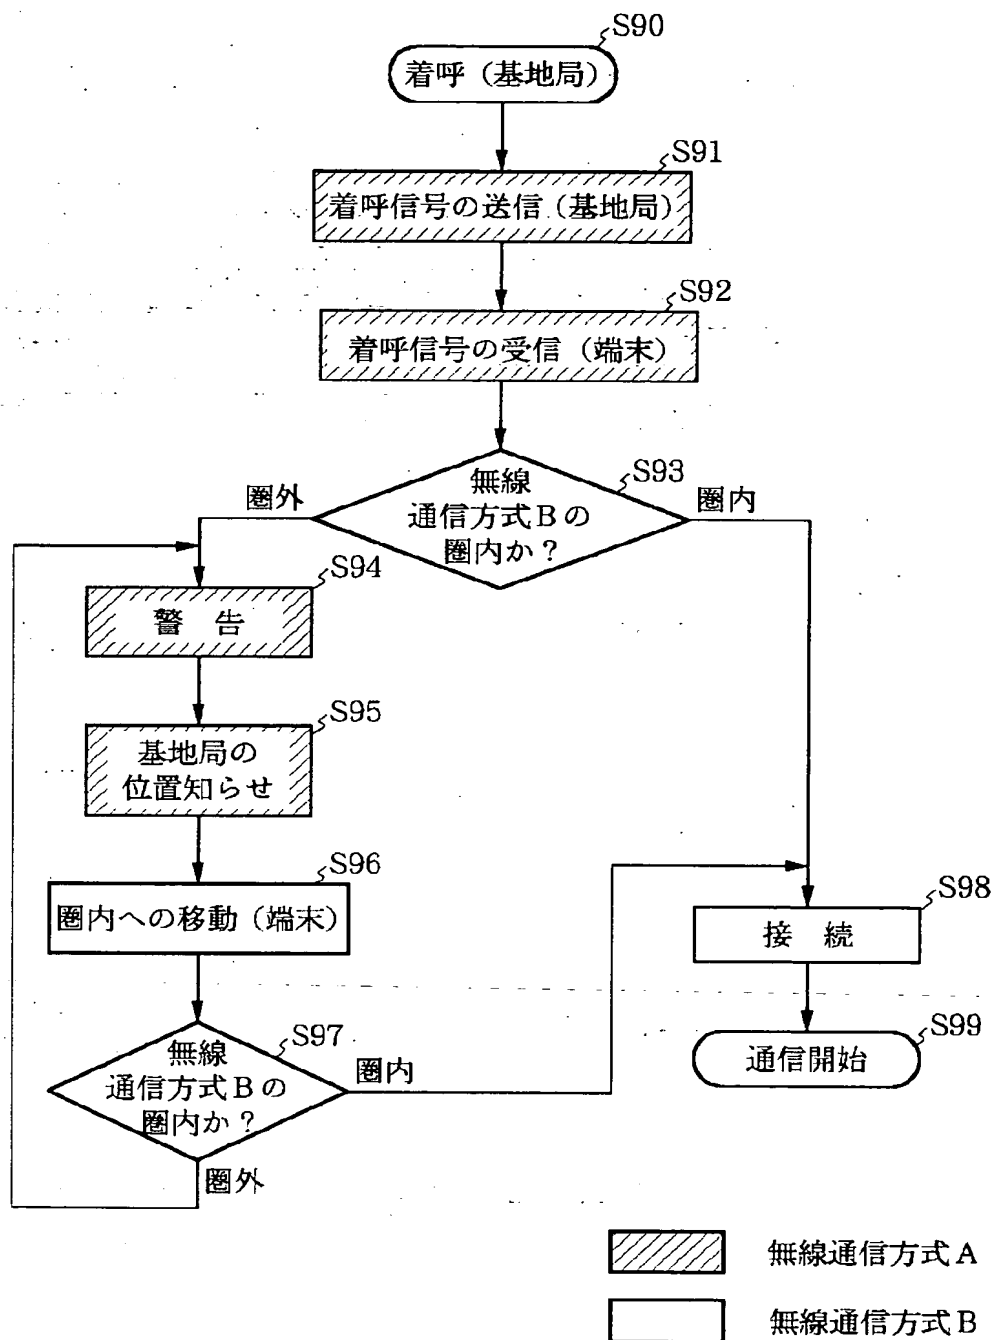 S90
着呼（基地局）
S91
着呼信号の送信（基地局）
S92
着呼信号の受信（端末）
S93
無線
通信方式Bの
圏内か？
圏外
圏内
S94
警 告
S95
基地局の
位置知らせ
S96
圏内への移動（端末）
S97
無線
通信方式Bの
圏内か？
圏内
圏外
S98
接 続
S99
通信開始
無線通信方式A
無線通信方式B